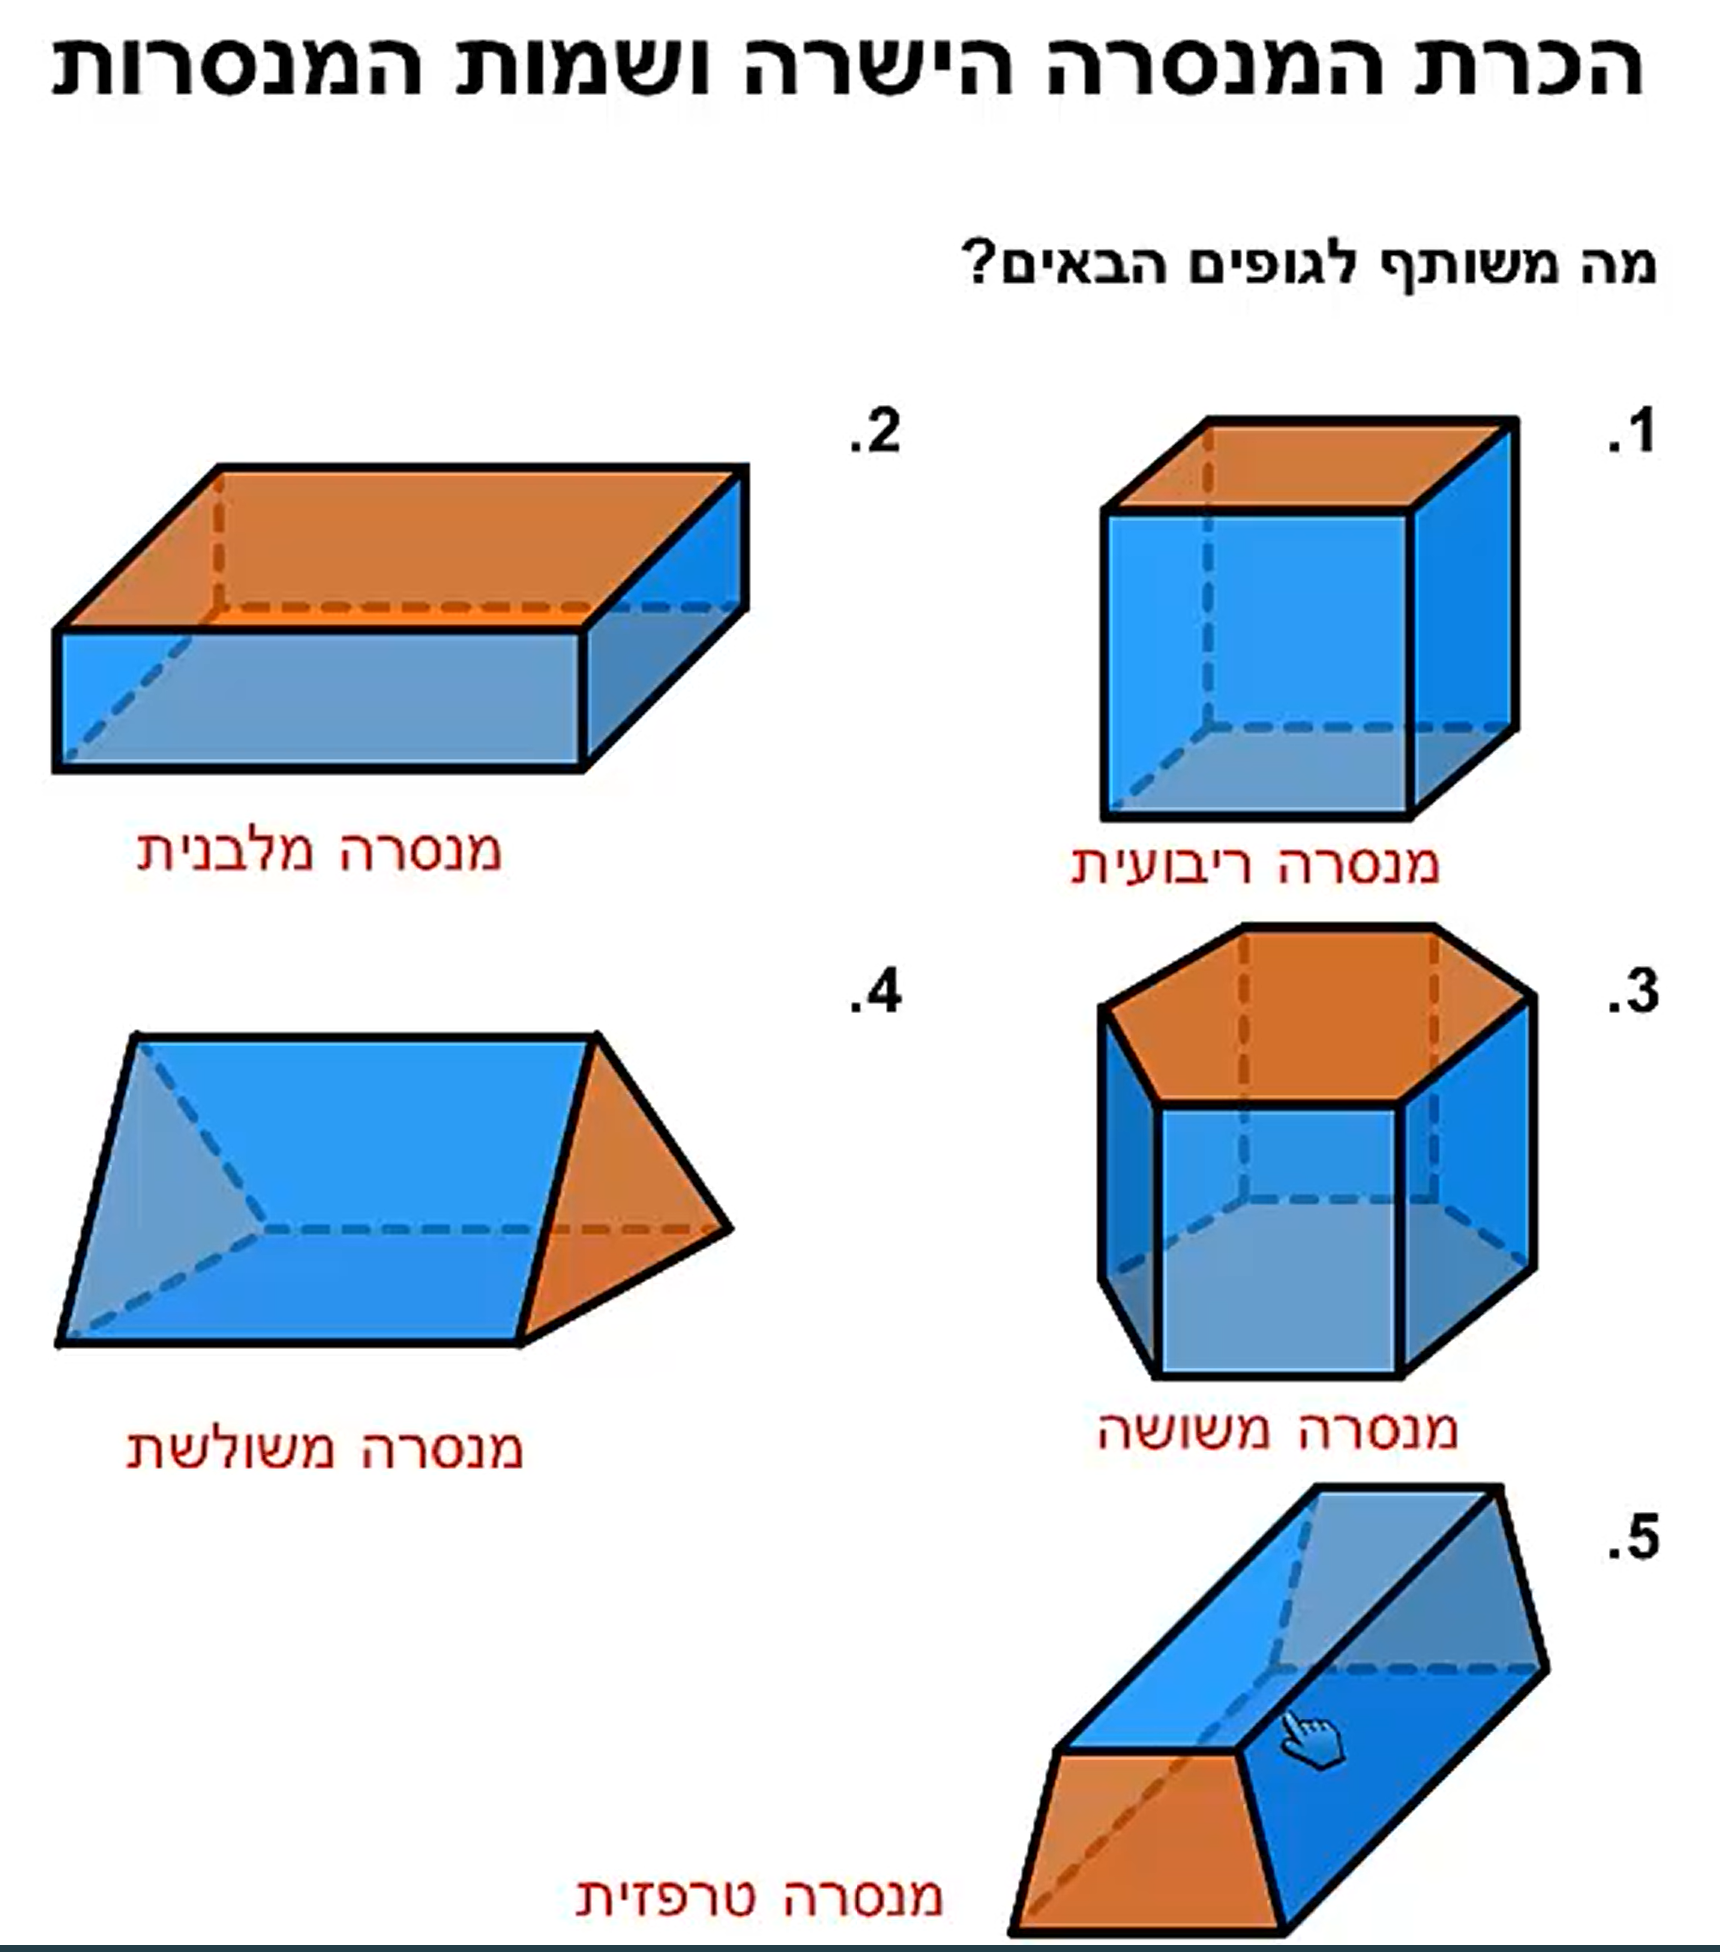 הכרת המנסרה הישרה ושמות המנסרות
מה משותף לגופים הבאים?
1.
2.
מנסרה ריבועית
מנסרה מלבנית
3.
4.
מנסרה משושה
מנסרה משולשת
5.
מנסרה טרפזית